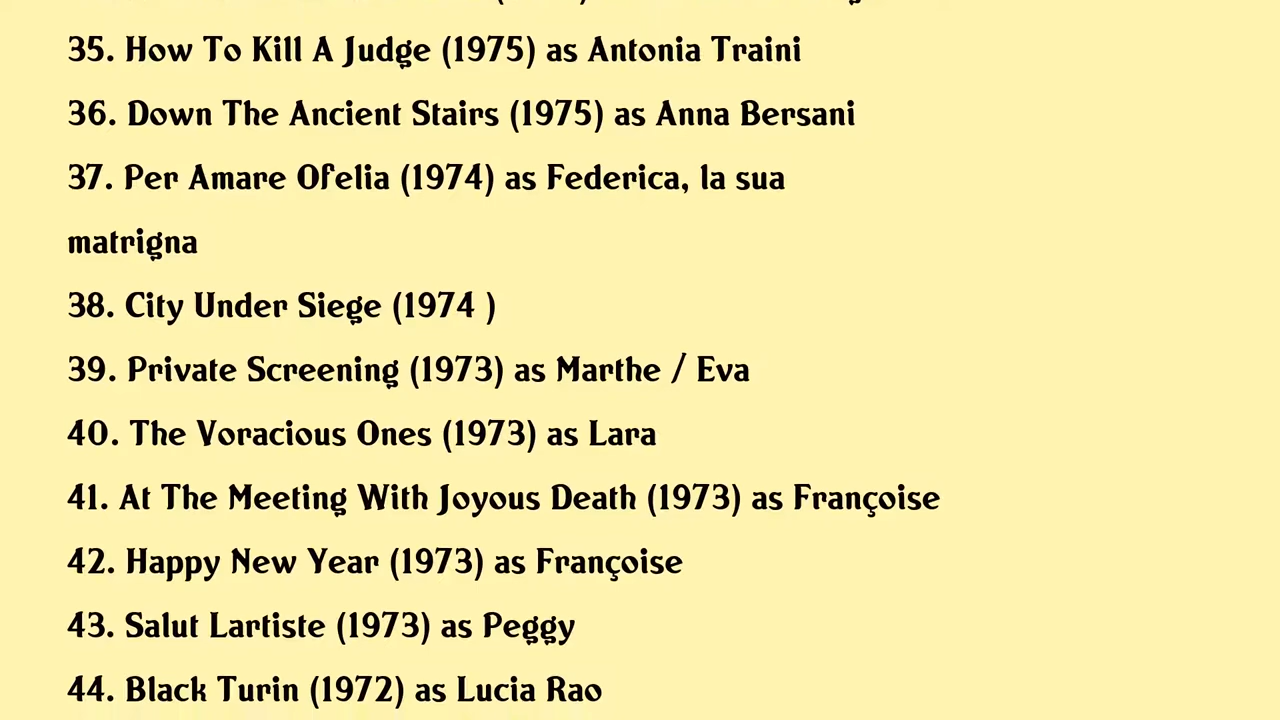 35. How To Kill A Judge (1975) as Antonia Traini
36. Down The Ancient Stairs (1975) as Anna Bersani
37. Per Amare Ofelia (1974) as Federica, la sua
matrigna
38. City Under Siege (1974 )
39. Private Screening (1973) as Marthe / Eva
40. The Voracious Ones (1973) as Lara
41. At The Meeting With Joyous Death (1973) as Françoise
42. Happy New Year (1973) as Françoise
43. Salut Lartiste (1973) as Peggy
44. Black Turin (1972) as Lucia Rao